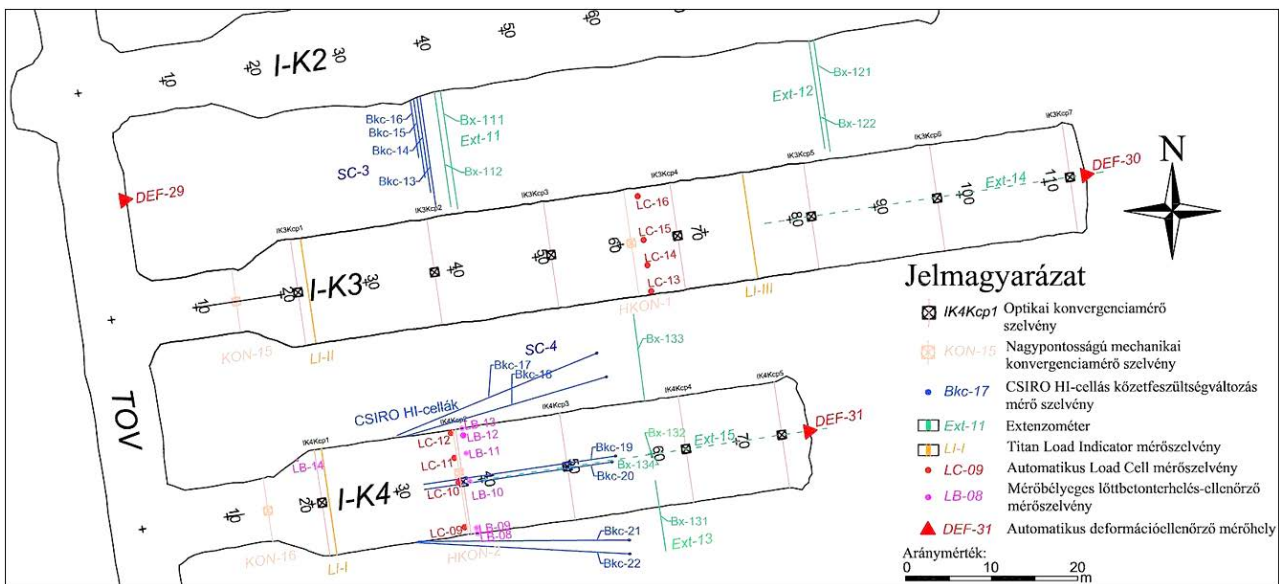 I-K2
10
20
30
40
50
60
Bkc-16
Bkc-15
Bkc-14
Bkc-13
SC-3
Bx-111
Ext-11
Bx-112
Ext-12
Bx-121
Bx-122
DEF-29
IK3Kcp1
IK3Kcp2
IK3Kcp3
IK3Kcp4
IK3Kcp5
IK3Kcp6
IK3Kcp7
DEF-30
Ext-14
LC-16
LC-15
LC-14
LC-13
I-K3
10
20
30
40
50
60
70
80
90
100
110
KON-15
LI-II
HKON-1
LI-III
TOV
SC-4
Bkc-17
Bkc-18
CSIRO HI-cellák
Bx-133
IK4Kcp1
IK4Kcp2
IK4Kcp3
IK4Kcp4
IK4Kcp5
LB-14
LC-12
LC-11
LC-10
LC-09
LB-13
LB-12
LB-11
LB-10
LB-09
LB-08
Bkc-19
Bkc-20
Bkc-21
Bkc-22
Bx-132
Bx-134
Bx-131
Ext-15
Ext-13
DEF-31
I-K4
10
20
30
40
50
60
70
KON-16
LI-I
HKON-2
N
Jelmagyarázat
IK4Kcp1 Optikai konvergenciamérő
szelvény
KON-15 Nagypontosságú mechanikai
konvergenciamérő szelvény
Bkc-17 CSIRO HI-cellás kőzetfeszültségváltozás
mérő szelvény
Ext-11 Extenzométer
LI-I Titan Load Indicator mérőszelvény
LC-09 Automatikus Load Cell mérőszelvény
LB-08 Mérőbélyeges lőttbetonterhelés-ellenőrző
mérőszelvény
DEF-31 Automatikus deformációellenőrző mérőhely
Aránymérték:
0 10 20
m